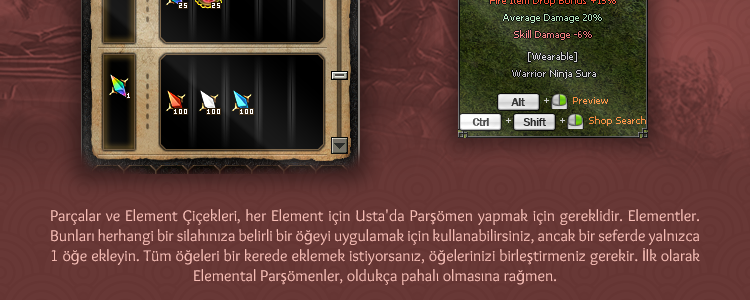 25 25
Fire Item Drop Bonus +15%
Average Damage 20%
Skill Damage -6%
[Wearable]
Warrior Ninja Sura
1
100 100 100
Alt + Preview
Ctrl + Shift + Shop Search
Parçalar ve Element Çiçekleri, her Element için Usta'da Parşömen yapmak için gereklidir. Elementler.
Bunları herhangi bir silahınıza belirli bir öğeyi uygulamak için kullanabilirsiniz, ancak bir seferde yalnızca
1 öğe ekleyin. Tüm öğeleri bir kerede eklemek istiyorsanız, öğelerinizi birleştirmeniz gerekir. İlk olarak
Elemental Parşömenler, oldukça pahalı olmasına rağmen.